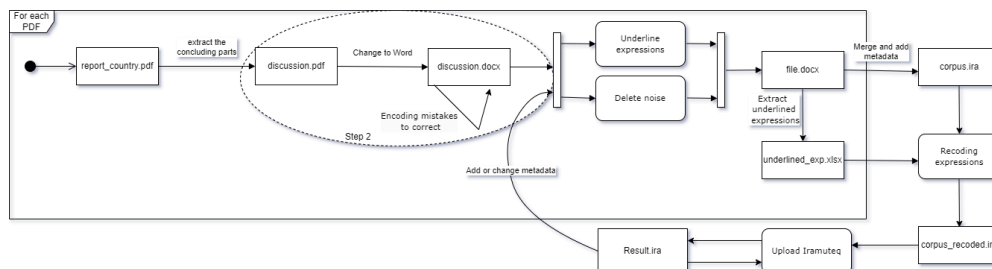 For each
PDF
report_country.pdf
extract the
concluding parts
discussion.pdf
Change to Word
discussion.docx
Encoding mistakes
to correct
Step 2
Underline
expressions
Delete noise
file.docx
Merge and add
metadata
corpus.ira
Extract
underlined
expressions
underlined_exp.xlsx
Recoding
expressions
Add or change metadata
Result.ira
Upload Iramuteq
corpus_recoded.ir